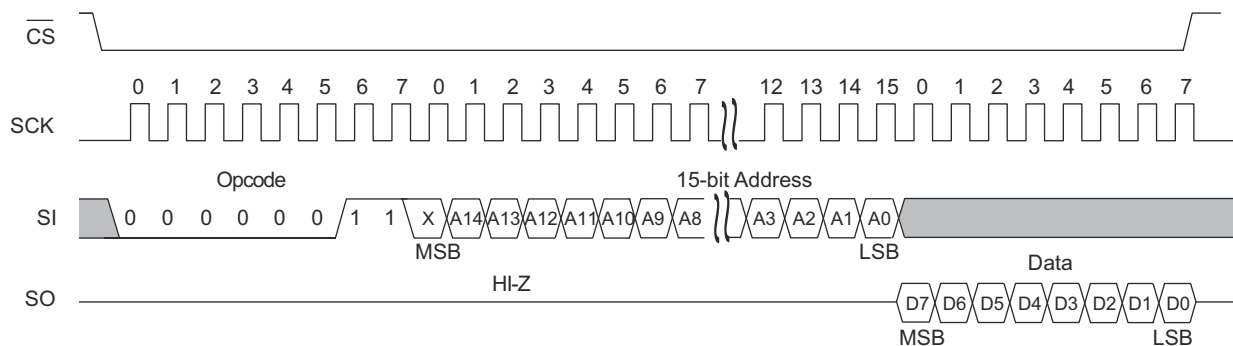 CS
0 1 2 3 4 5 6 7 0 1 2 3 4 5 6 7 12 13 14 15 0 1 2 3 4 5 6 7
SCK
Opcode 15-bit Address
SI 0 0 0 0 0 0 1 1 X A14 A13 A12 A11 A10 A9 A8 A3 A2 A1 A0
MSB LSB
HI-Z Data
SO D7 D6 D5 D4 D3 D2 D1 D0
MSB LSB